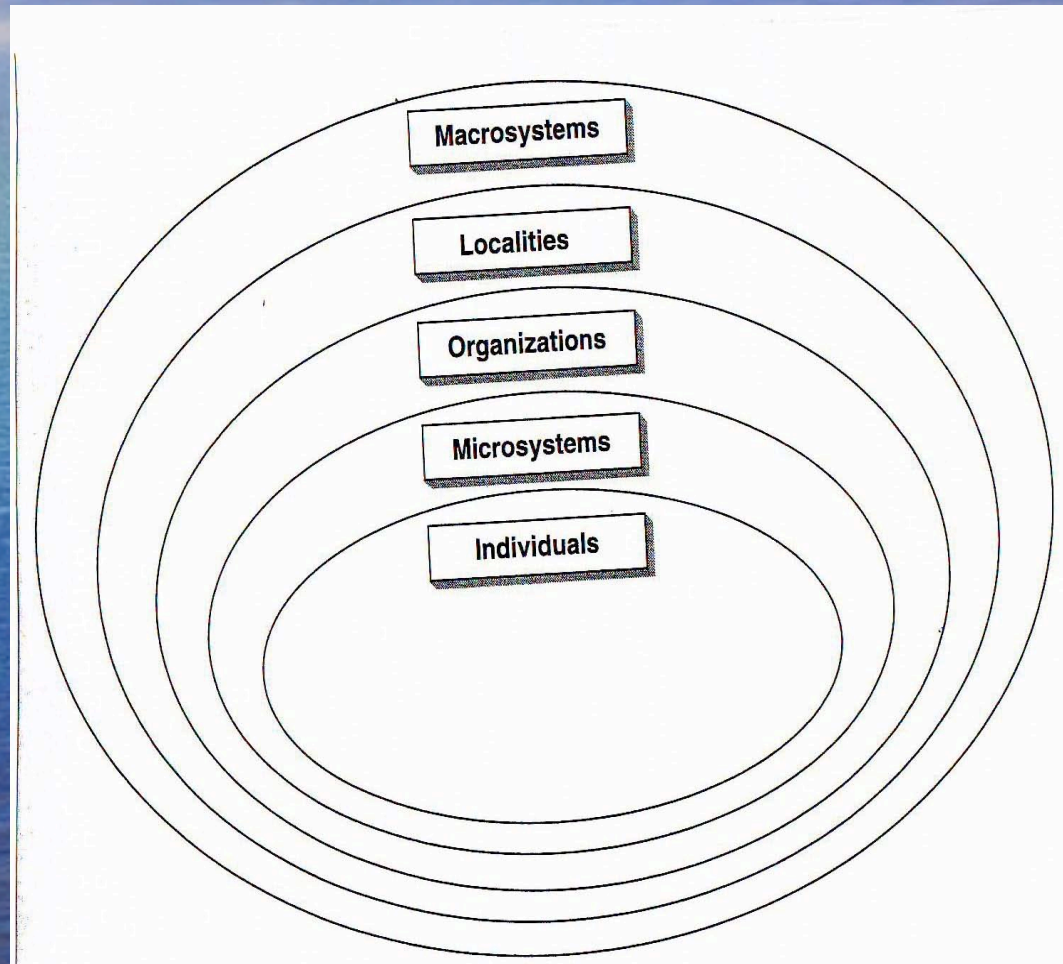 Macrosystems
Localities
Organizations
Microsystems
Individuals